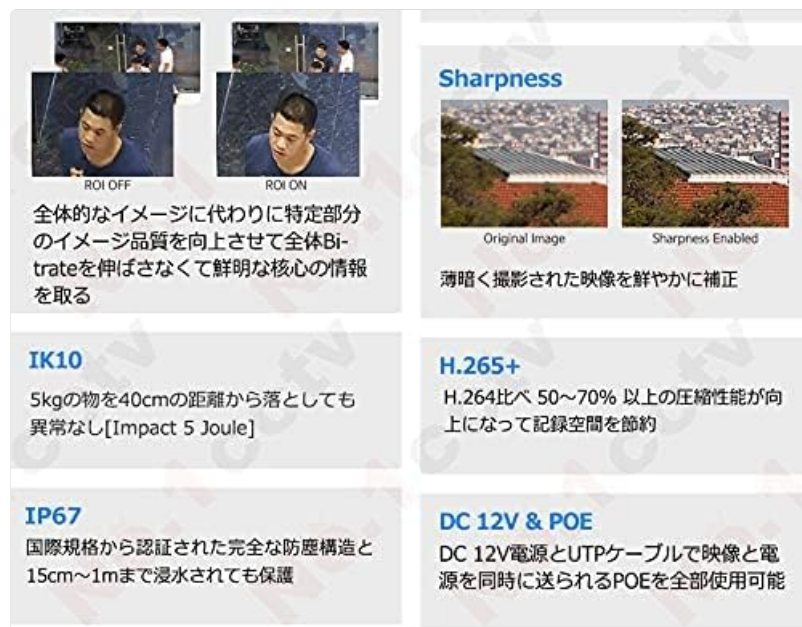 ROI OFF
ROI ON
全体的なイメージに代わりに特定部分
のイメージ品質を向上させて全体Bi-
trateを伸ばさなくて鮮明な核心の情報
を取る
IK10
5kgの物を40cmの距離から落としても
異常なし[Impact 5 Joule]
IP67
国際規格から認証された完全な防塵構造と
15cm～1mまで浸水されても保護
Sharpness
Original Image
Sharpness Enabled
薄暗く撮影された映像を鮮やかに補正
H.265+
H.264比べ 50～70% 以上の圧縮性能が向
上になって記録空間を節約
DC 12V & POE
DC 12V電源とUTPケーブルで映像と電
源を同時に送られるPOEを全部使用可能
No.1 cctv